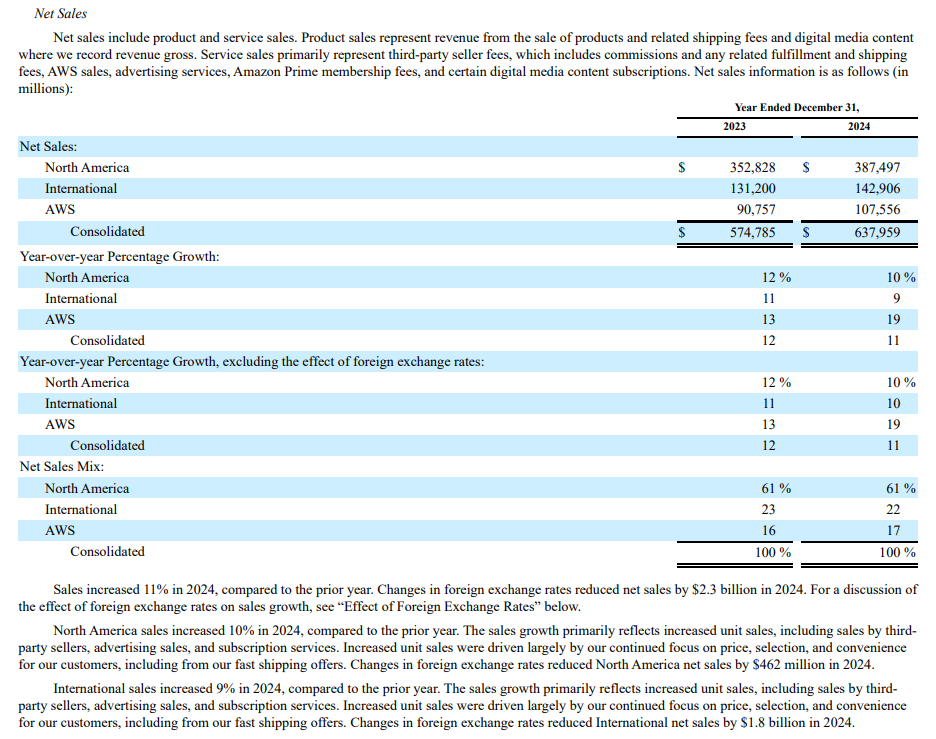 Net Sales
Net sales include product and service sales. Product sales represent revenue from the sale of products and related shipping fees and digital media content
where we record revenue gross. Service sales primarily represent third-party seller fees, which includes commissions and any related fulfillment and shipping
fees, AWS sales, advertising services, Amazon Prime membership fees, and certain digital media content subscriptions. Net sales information is as follows (in
millions):
Year Ended December 31,
2023 2024
Net Sales:
North America $ 352,828 $ 387,497
International 131,200 142,906
AWS 90,757 107,556
Consolidated $ 574,785 $ 637,959
Year-over-year Percentage Growth:
North America 12 % 10 %
International 11 9
AWS 13 19
Consolidated 12 11
Year-over-year Percentage Growth, excluding the effect of foreign exchange rates:
North America 12 % 10 %
International 11 10
AWS 13 19
Consolidated 12 11
Net Sales Mix:
North America 61 % 61 %
International 23 22
AWS 16 17
Consolidated 100 % 100 %
Sales increased 11% in 2024, compared to the prior year. Changes in foreign exchange rates reduced net sales by $2.3 billion in 2024. For a discussion of
the effect of foreign exchange rates on sales growth, see “Effect of Foreign Exchange Rates” below.
North America sales increased 10% in 2024, compared to the prior year. The sales growth primarily reflects increased unit sales, including sales by third-
party sellers, advertising sales, and subscription services. Increased unit sales were driven largely by our continued focus on price, selection, and convenience
for our customers, including from our fast shipping offers. Changes in foreign exchange rates reduced North America net sales by $462 million in 2024.
International sales increased 9% in 2024, compared to the prior year. The sales growth primarily reflects increased unit sales, including sales by third-
party sellers, advertising sales, and subscription services. Increased unit sales were driven largely by our continued focus on price, selection, and convenience
for our customers, including from our fast shipping offers. Changes in foreign exchange rates reduced International net sales by $1.8 billion in 2024.